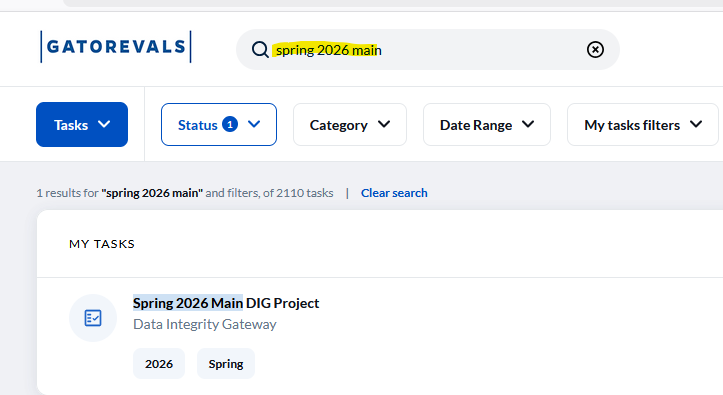 GATOREVALS
spring 2026 main
Tasks
Status 1
Category
Date Range
My tasks filters
1 results for "spring 2026 main" and filters, of 2110 tasks | Clear search
MY TASKS
Spring 2026 Main DIG Project
Data Integrity Gateway
2026
Spring